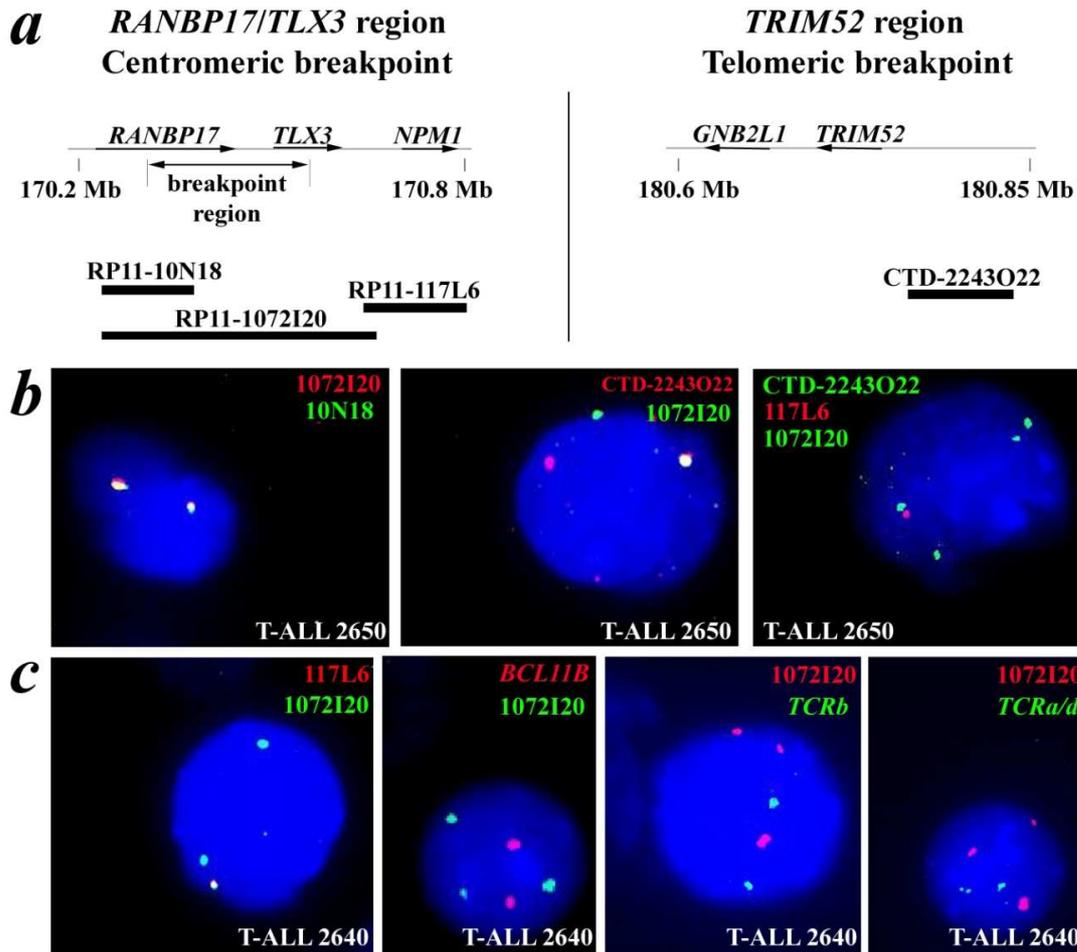 a
RANBP17/TLX3 region
Centromeric breakpoint
TRIM52 region
Telomeric breakpoint
RANBP17
TLX3
NPM1
170.2 Mb
breakpoint
region
170.8 Mb
GNB2L1
TRIM52
180.6 Mb
180.85 Mb
RP11-10N18
RP11-117L6
RP11-1072I20
CTD-2243O22
b
1072I20
10N18
T-ALL 2650
CTD-2243O22
1072I20
T-ALL 2650
CTD-2243O22
117L6
1072I20
T-ALL 2650
c
117L6
1072I20
T-ALL 2640
BCL11B
1072I20
T-ALL 2640
1072I20
TCRb
T-ALL 2640
1072I20
TCRa/d
T-ALL 2640